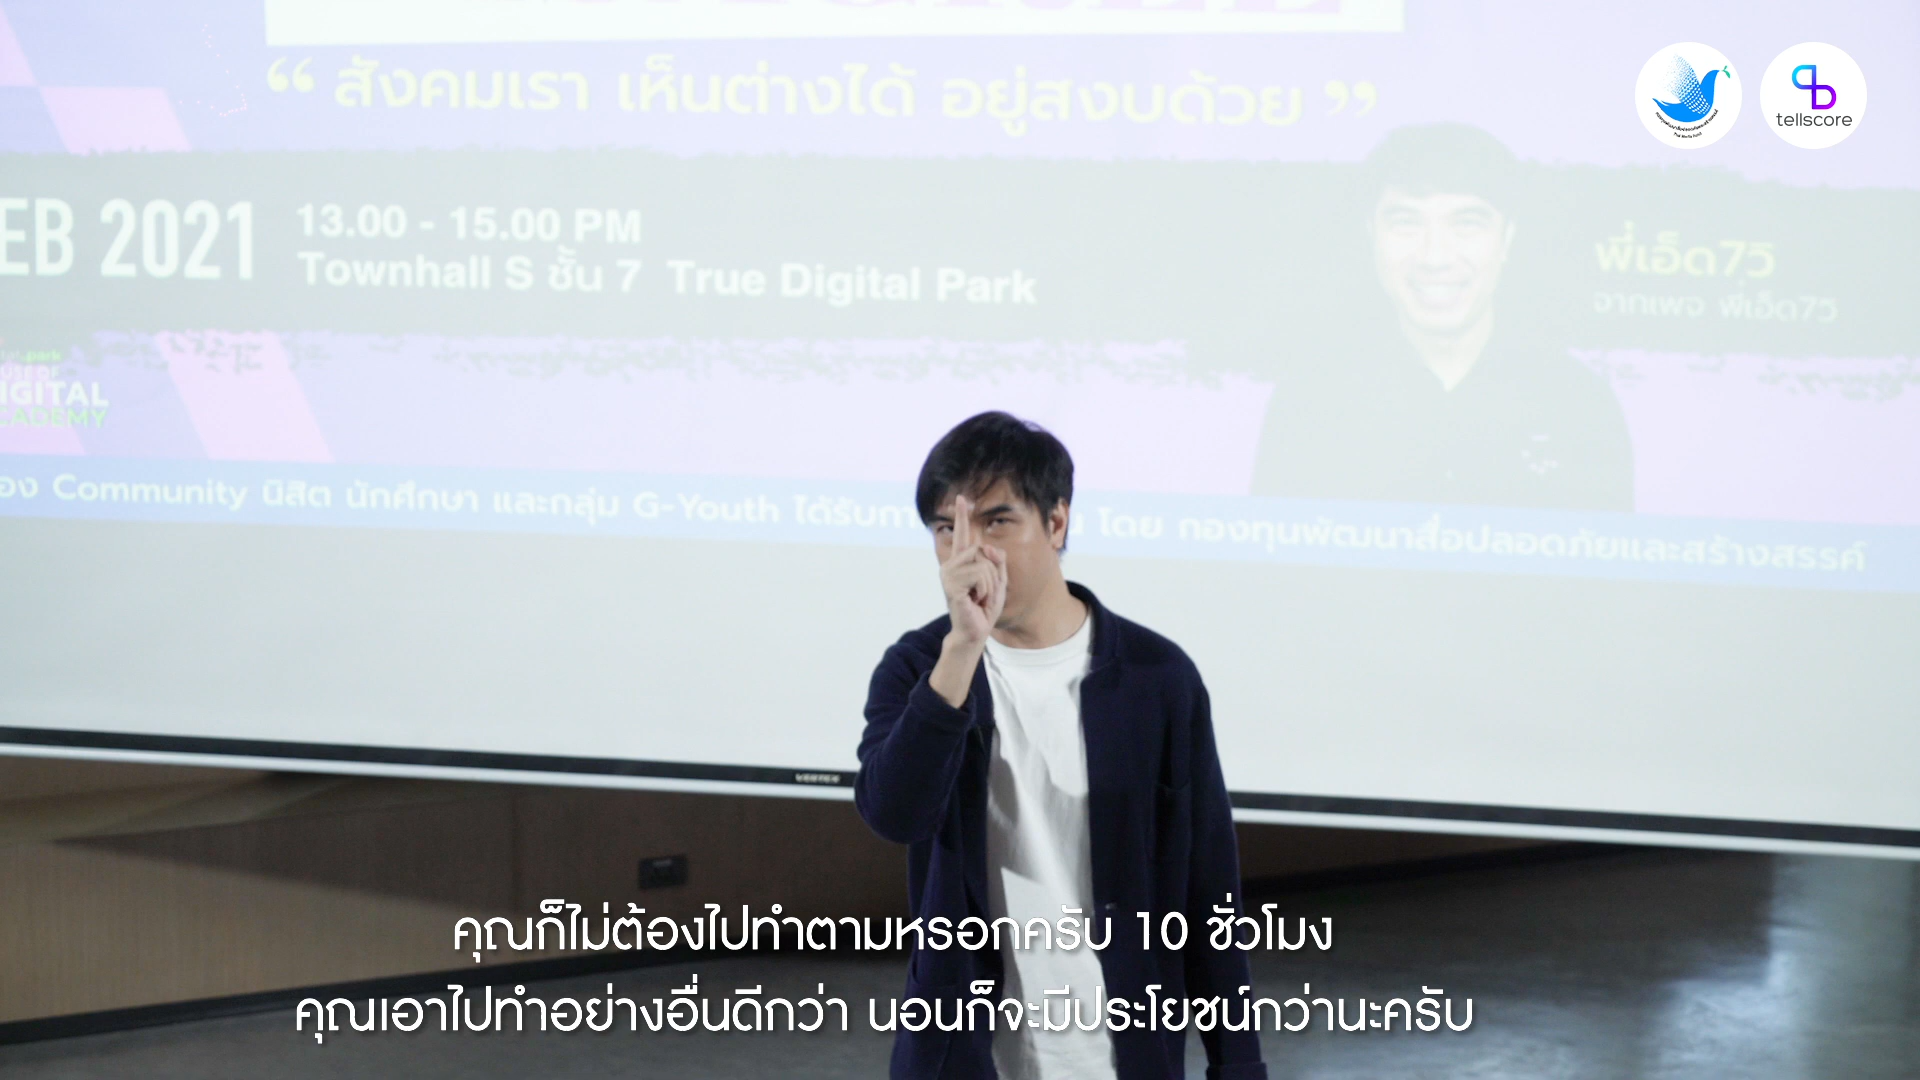 “ สังคมเรา เห็นต่างได้ อยู่สงบด้วย ”
tellscore
EB 2021
13.00 - 15.00 PM
Townhall S ชั้น 7 True Digital Park
พี่เอ็ด7วิ
จากเพจ พี่เอ็ด7วิ
IGITAL
CADEMY
อง Community นิสิต นักศึกษา และกลุ่ม G-Youth ได้รับกา น โดย กองทุนพัฒนาสื่อปลอดภัยและสร้างสรรค์
คุณก็ไม่ต้องไปทำตามหรอกครับ 10 ชั่วโมง
คุณเอาไปทำอย่างอื่นดีกว่า นอนก็จะมีประโยชน์กว่านะครับ